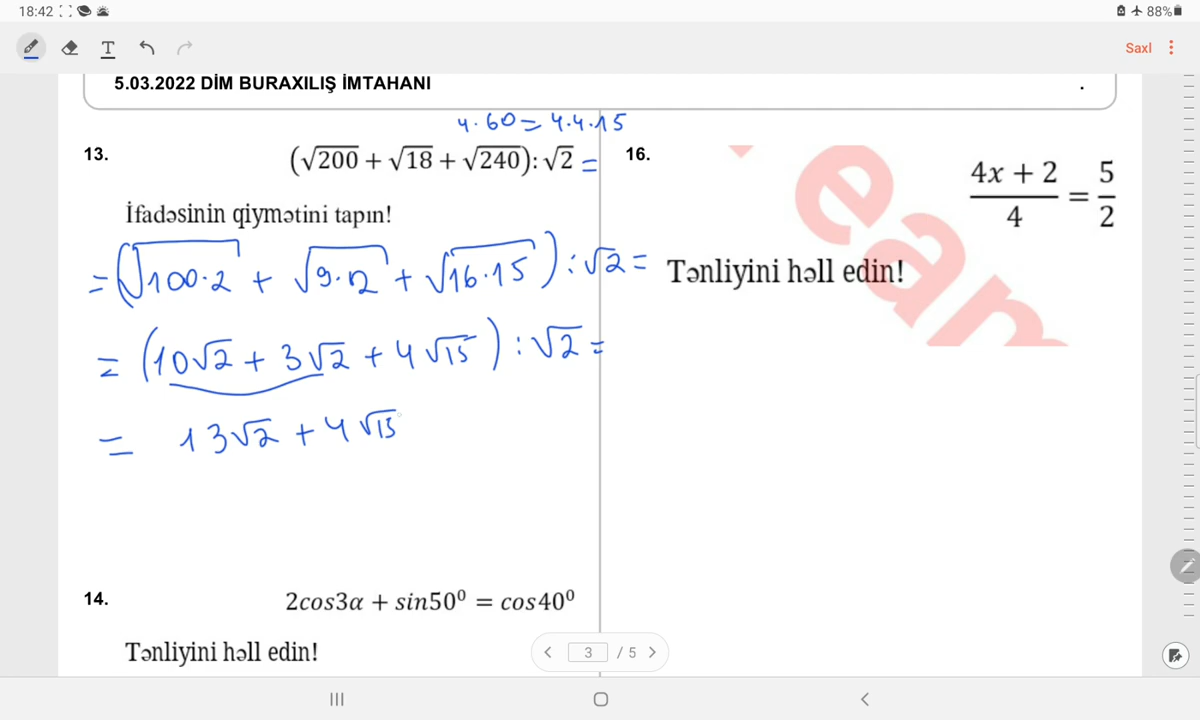 18:42
88%
Saxl
5.03.2022 DİM BURAXILIŞ İMTAHANI .
4·60=4·4·15
13.
(√200 + √18 + √240):√2 =
İfadəsinin qiymətini tapın!
=(√100·2 + √9·2 + √16·15):√2=
= (10√2 + 3√2 + 4√15):√2=
= 13√2 + 4√15
14.
2cos3α + sin50⁰ = cos40⁰
Tənliyini həll edin!
16.
4x + 2
4
=
5
2
Tənliyini həll edin!
ear
3 / 5